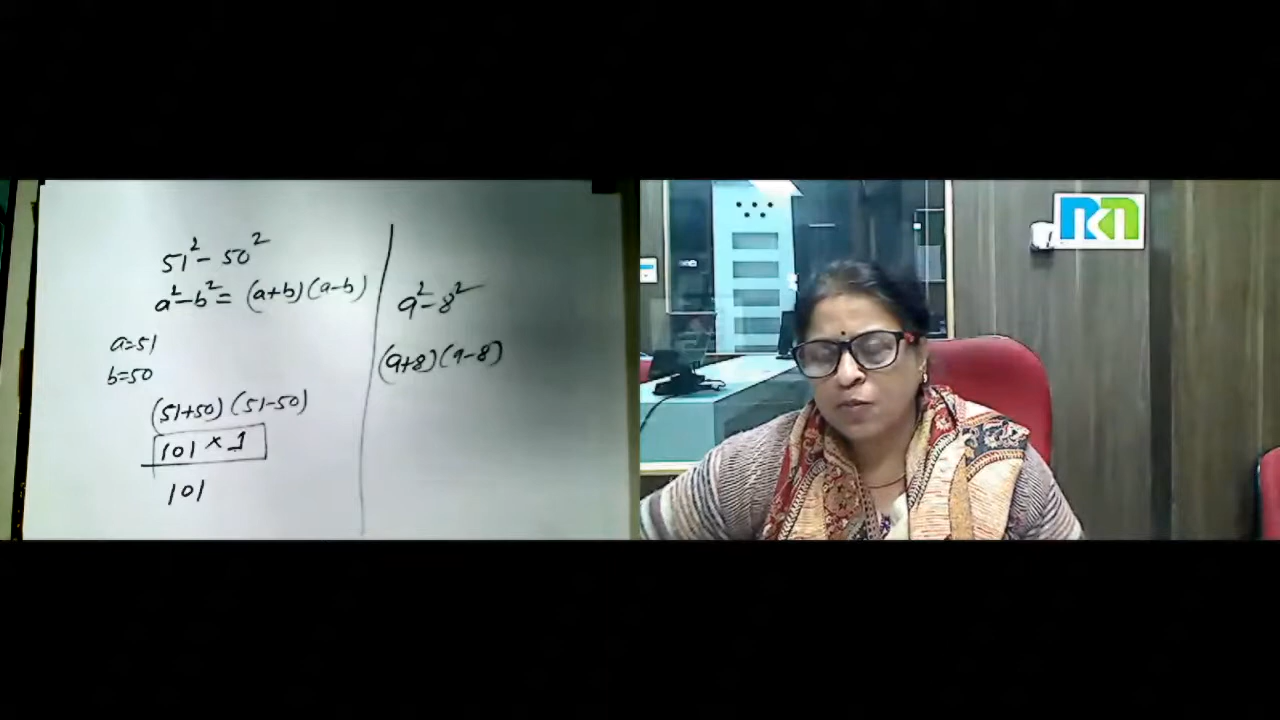 51² - 50²
a² - b² = (a+b) (a-b)
a=51
b=50
(51+50) (51-50)
101 × 1
101
9² - 8²
(9+8) (9-8)